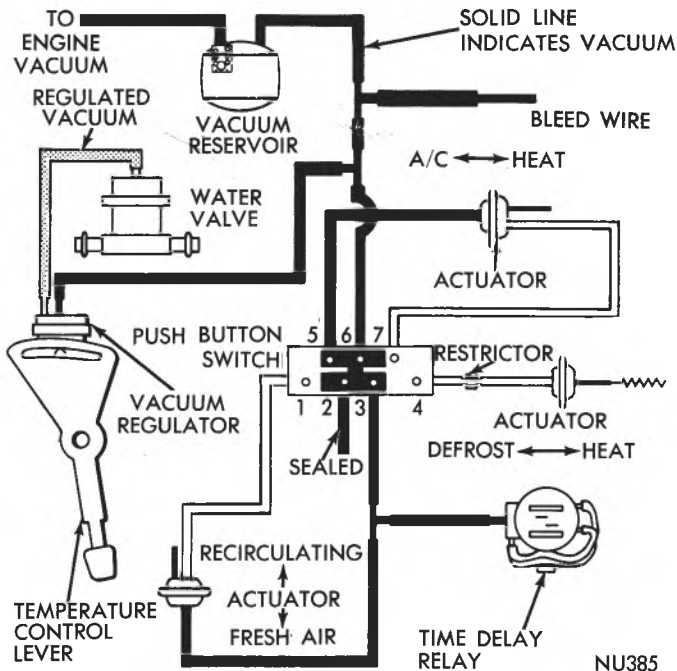 TO
ENGINE
VACUUM
SOLID LINE
INDICATES VACUUM
REGULATED
VACUUM
VACUUM
RESERVOIR
BLEED WIRE
A/C HEAT
WATER
VALVE
ACTUATOR
PUSH BUTTON
SWITCH
5 6 7
RESTRICTOR
1 2 3 4
VACUUM
REGULATOR
SEALED
ACTUATOR
DEFROST HEAT
RECIRCULATING
ACTUATOR
FRESH AIR
TEMPERATURE
CONTROL
LEVER
TIME DELAY
RELAY
NU385